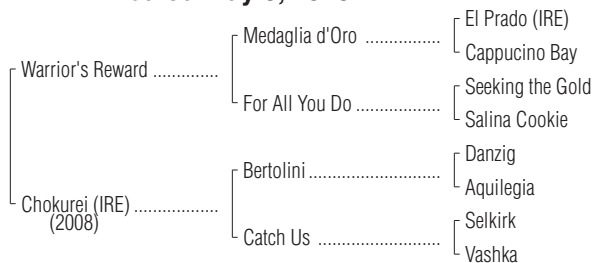 El Prado (IRE)
Medaglia d'Oro ..................
Cappucino Bay
Warrior's Reward ..............
Seeking the Gold
For All You Do ....................
Salina Cookie
Danzig
Bertolini ...............................
Aquilegia
Chokurei (IRE) ..................
(2008)
Selkirk
Catch Us .............................
Vashka